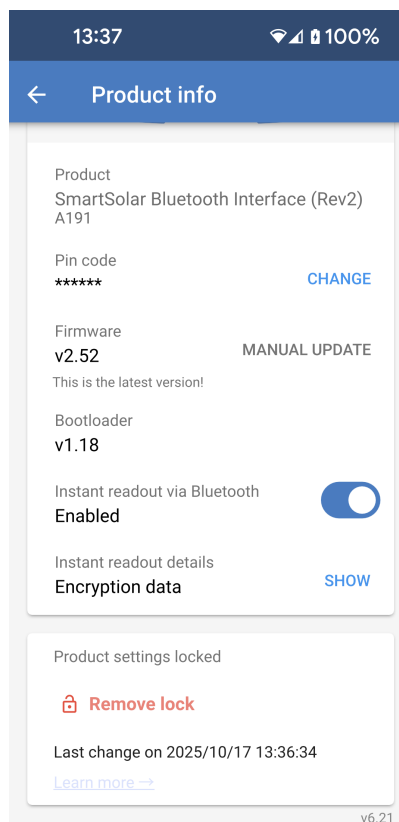 13:37
100%
Product info
Product
SmartSolar Bluetooth Interface (Rev2)
A191
Pin code
******
CHANGE
Firmware
v2.52
MANUAL UPDATE
This is the latest version!
Bootloader
v1.18
Instant readout via Bluetooth
Enabled
Instant readout details
Encryption data
SHOW
Product settings locked
Remove lock
Last change on 2025/10/17 13:36:34
Learn more →
v6.21